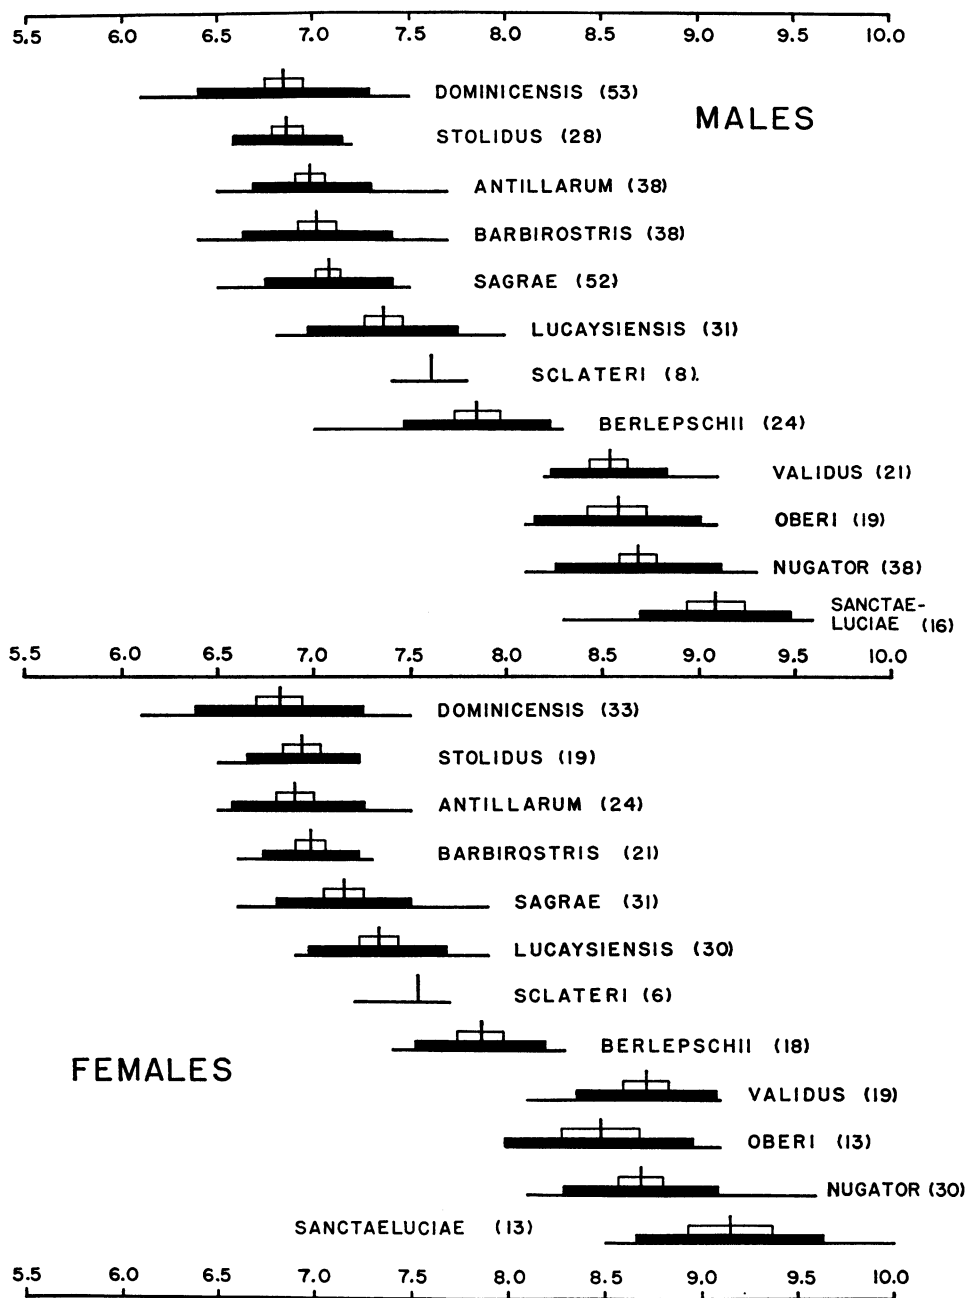 5.5 6.0 6.5 7.0 7.5 8.0 8.5 9.0 9.5 10.0
DOMINICENSIS (53)
MALES
STOLIDUS (28)
ANTILLARUM (38)
BARBIROSTRIS (38)
SAGRAE (52)
LUCAYSIENSIS (31)
SCLATERI (8).
BERLEPSCHII (24)
VALIDUS (21)
OBERI (19)
NUGATOR (38)
SANCTAE-
LUCIAE (16)
5.5 6.0 6.5 7.0 7.5 8.0 8.5 9.0 9.5 10.0
DOMINICENSIS (33)
STOLIDUS (19)
ANTILLARUM (24)
BARBIROSTRIS (21)
SAGRAE (31)
LUCAYSIENSIS (30)
SCLATERI (6)
BERLEPSCHII (18)
FEMALES
VALIDUS (19)
OBERI (13)
NUGATOR (30)
SANCTAELUCIAE (13)
5.5 6.0 6.5 7.0 7.5 8.0 8.5 9.0 9.5 10.0